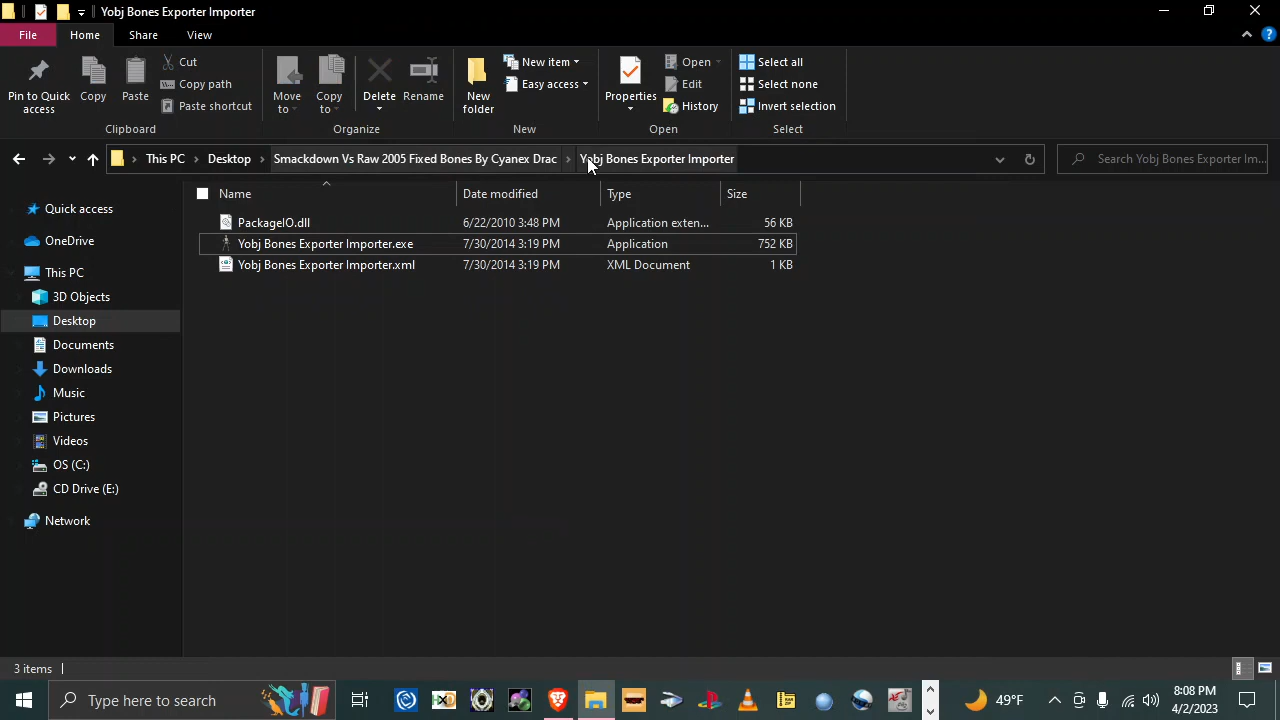 Yobj Bones Exporter Importer
File Home Share View
Pin to Quick access
Copy
Paste
Cut
Copy path
Paste shortcut
Clipboard
Move to
Copy to
Delete
Rename
Organize
New folder
New item
Easy access
New
Properties
Open
Edit
History
Open
Select all
Select none
Invert selection
Select
This PC > Desktop > Smackdown Vs Raw 2005 Fixed Bones By Cyanex Drac > Yobj Bones Exporter Importer
Search Yobj Bones Exporter Im...
Quick access
OneDrive
This PC
3D Objects
Desktop
Documents
Downloads
Music
Pictures
Videos
OS (C:)
CD Drive (E:)
Network
Name Date modified Type Size
PackageIO.dll 6/22/2010 3:48 PM Application exten... 56 KB
Yobj Bones Exporter Importer.exe 7/30/2014 3:19 PM Application 752 KB
Yobj Bones Exporter Importer.xml 7/30/2014 3:19 PM XML Document 1 KB
3 items
Type here to search
49°F
8:08 PM
4/2/2023